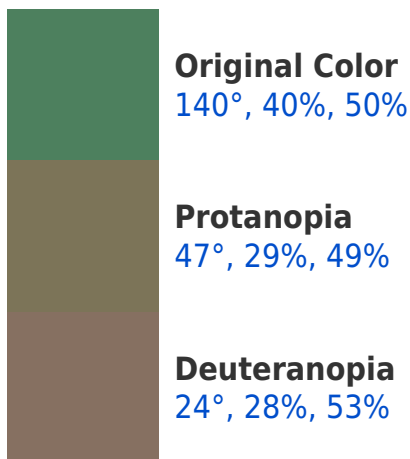 Original Color
140°, 40%, 50%
Protanopia
47°, 29%, 49%
Deuteranopia
24°, 28%, 53%